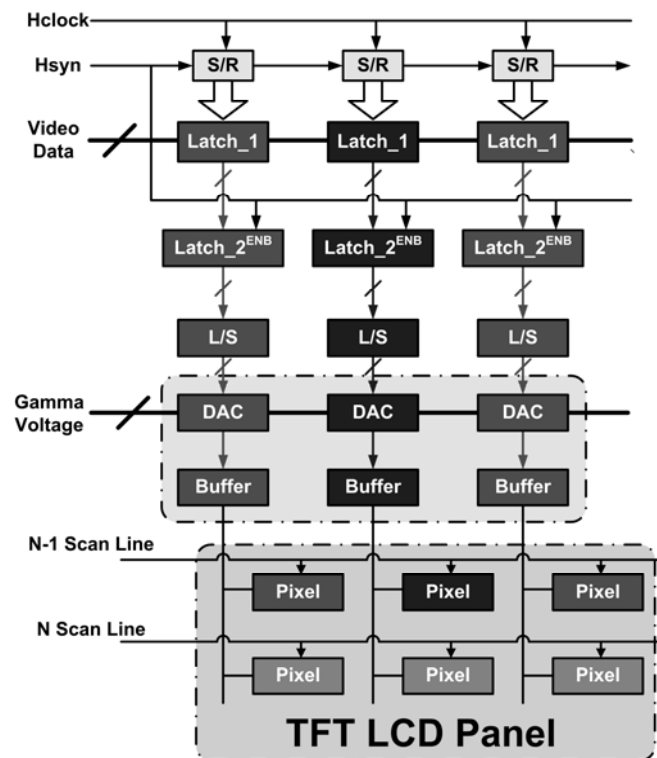 Hclock
Hsyn
S/R S/R S/R
Video
Data
Latch_1 Latch_1 Latch_1
Latch_2ENB Latch_2ENB Latch_2ENB
L/S L/S L/S
Gamma
Voltage
DAC DAC DAC
Buffer Buffer Buffer
N-1 Scan Line
Pixel Pixel Pixel
N Scan Line
Pixel Pixel Pixel
TFT LCD Panel